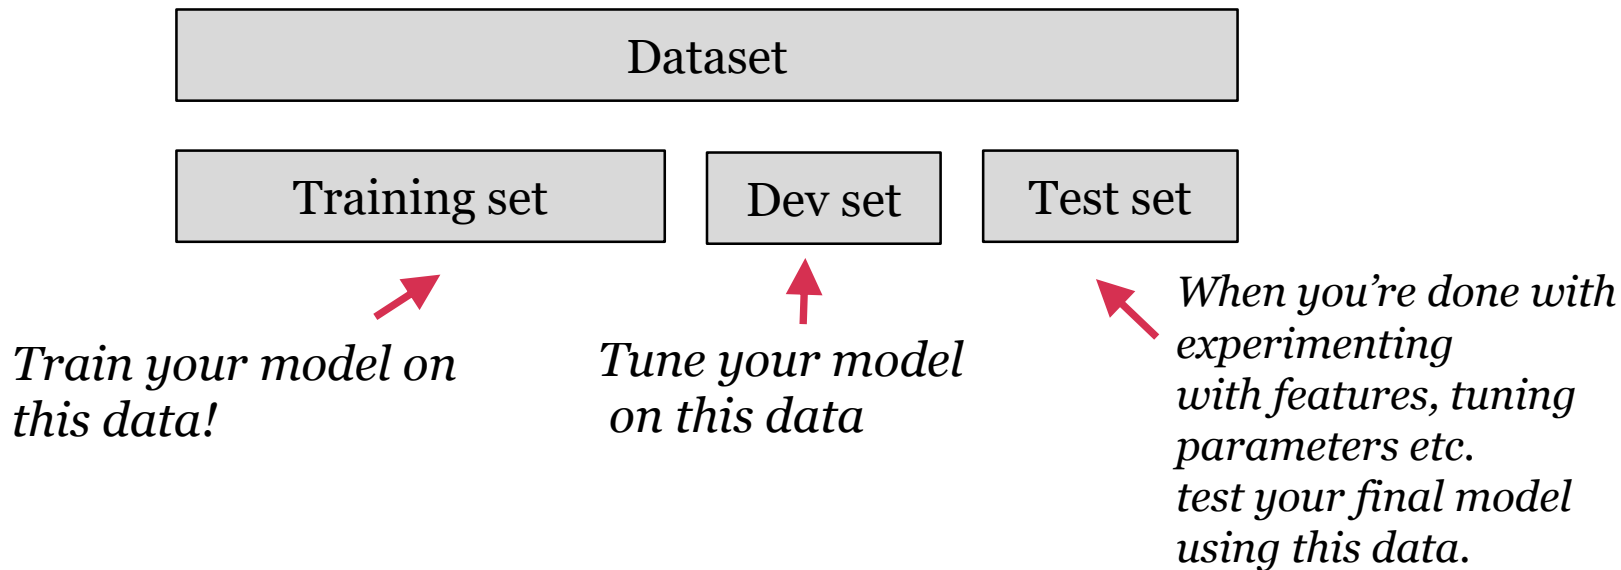 Dataset
Training set
Dev set
Test set
Train your model on
this data!
Tune your model
on this data
When you’re done with
experimenting
with features, tuning
parameters etc.
test your final model
using this data.